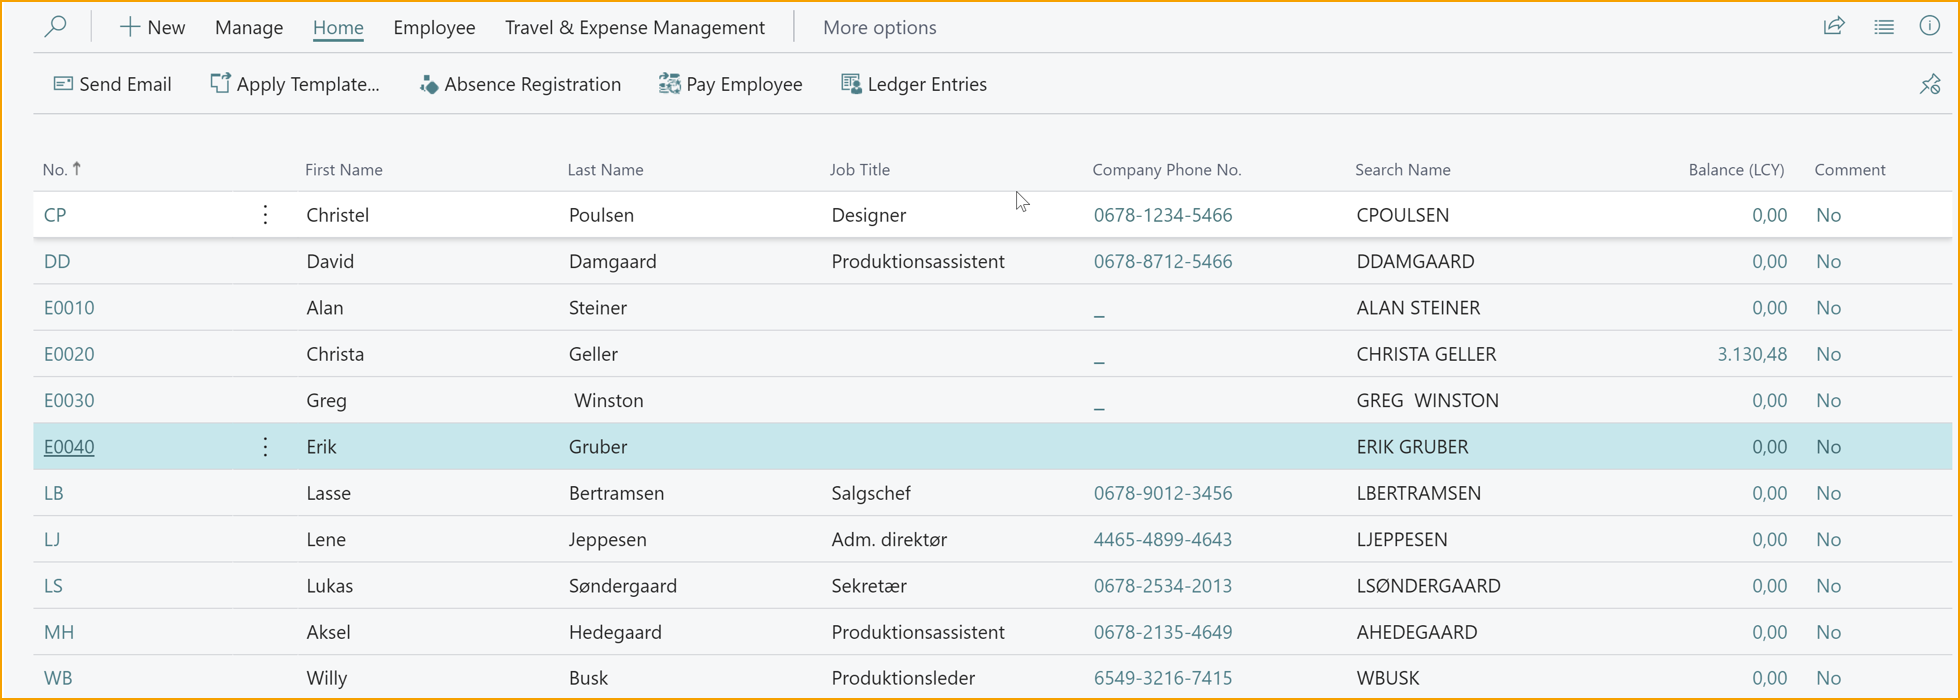 New Manage Home Employee Travel & Expense Management More options
Send Email Apply Template... Absence Registration Pay Employee Ledger Entries
No. ↑ First Name Last Name Job Title Company Phone No. Search Name Balance (LCY) Comment
CP Christel Poulsen Designer 0678-1234-5466 CPOULSEN 0,00 No
DD David Damgaard Produktionsassistent 0678-8712-5466 DDAMGAARD 0,00 No
E0010 Alan Steiner _ ALAN STEINER 0,00 No
E0020 Christa Geller _ CHRISTA GELLER 3.130,48 No
E0030 Greg Winston _ GREG  WINSTON 0,00 No
E0040 Erik Gruber ERIK GRUBER 0,00 No
LB Lasse Bertramsen Salgschef 0678-9012-3456 LBERTRAMSEN 0,00 No
LJ Lene Jeppesen Adm. direktør 4465-4899-4643 LJEPPESEN 0,00 No
LS Lukas Søndergaard Sekretær 0678-2534-2013 LSØNDERGAARD 0,00 No
MH Aksel Hedegaard Produktionsassistent 0678-2135-4649 AHEDEGAARD 0,00 No
WB Willy Busk Produktionsleder 6549-3216-7415 WBUSK 0,00 No